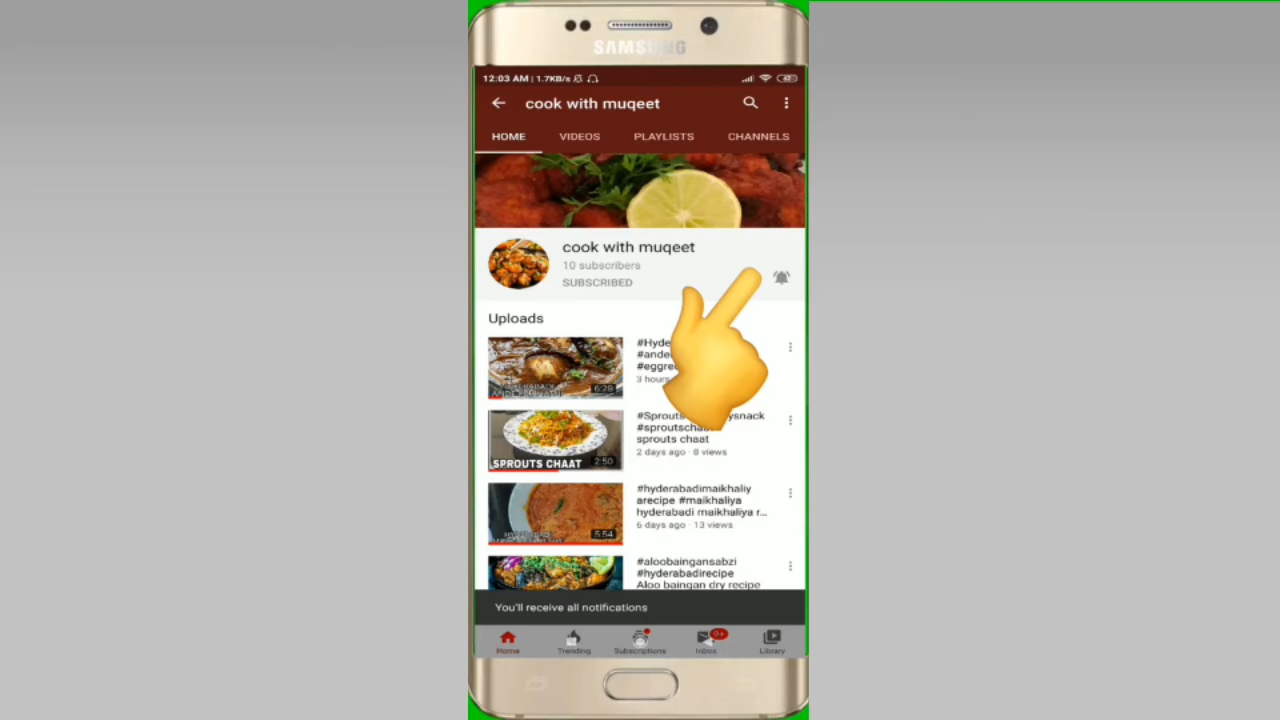 SAMSUNG
12:03 AM | 1.7KB/s
cook with muqeet
HOME VIDEOS PLAYLISTS CHANNELS
cook with muqeet
10 subscribers
SUBSCRIBED
Uploads
#Hyde
#ande
#eggre
3 hours
6:28
#Sprouts ysnack
#sproutscha
sprouts chaat
2 days ago · 8 views
SPROUTS CHAAT 2:50
#hyderabadimaikhaliy
arecipe #maikhaliya
hyderabadi maikhaliya r...
6 days ago · 13 views
5:54
#aloobaingansabzi
#hyderabadirecipe
Aloo baingan dry recipe
You'll receive all notifications
9+
Home Trending Subscriptions Inbox Library